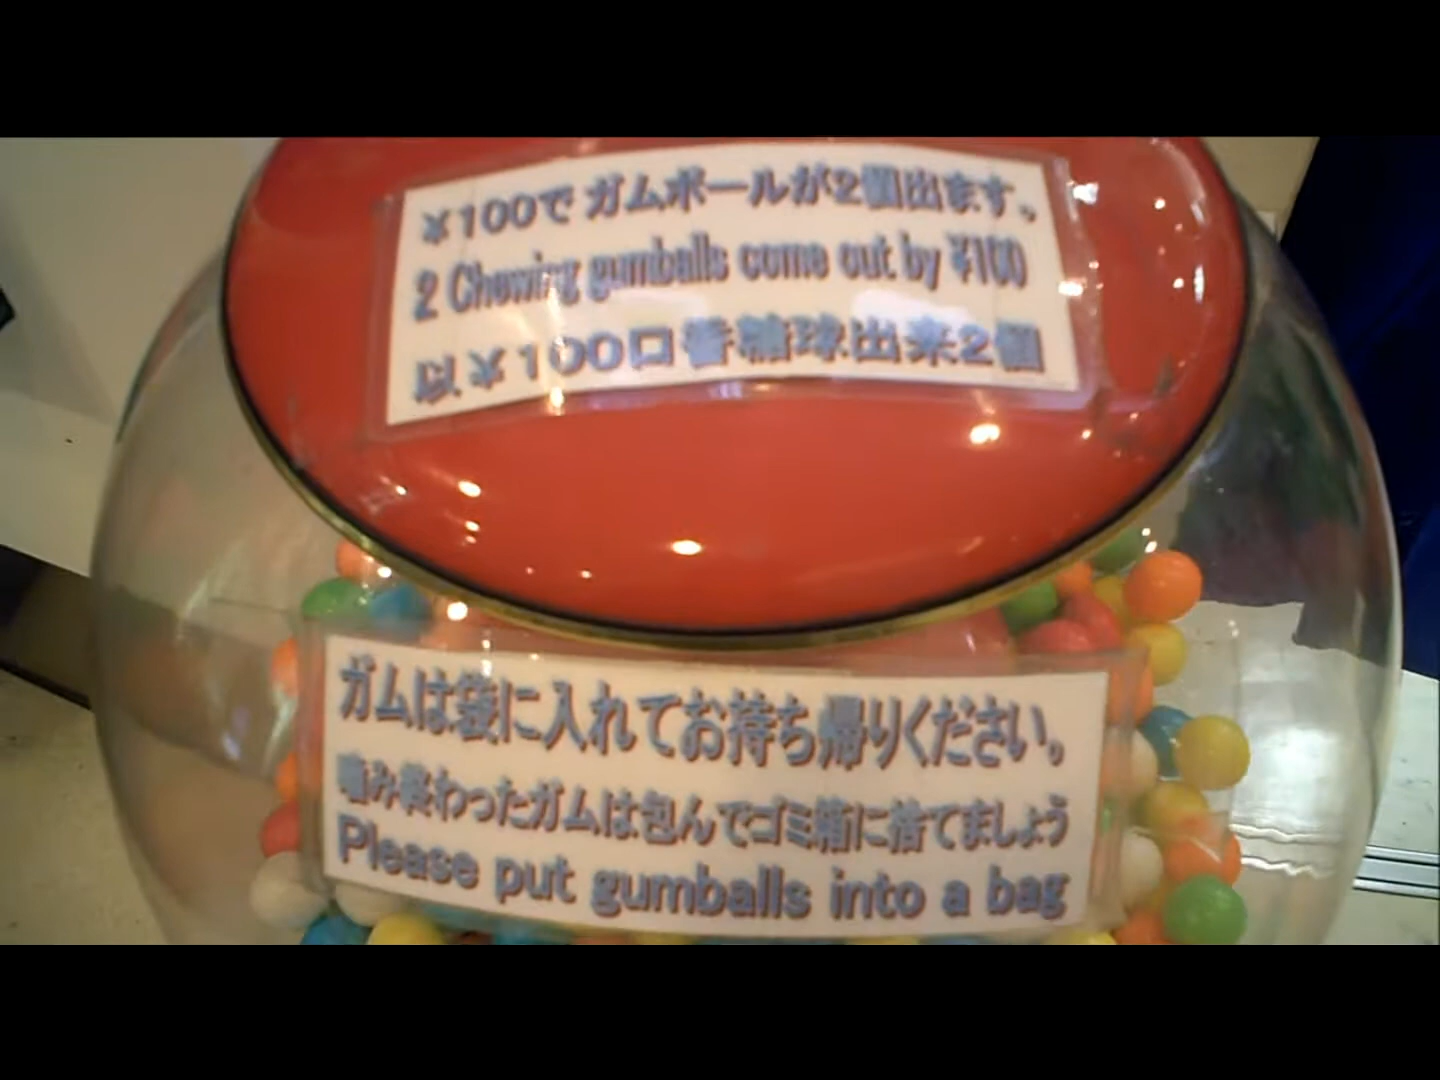 ¥100でガムボールが2個出ます。
2 Chewing gumballs come out by ¥100
以¥100口香糖球出来2個
ガムは袋に入れてお持ち帰りください。
噛み終わったガムは包んでゴミ箱に捨てましょう
Please put gumballs into a bag